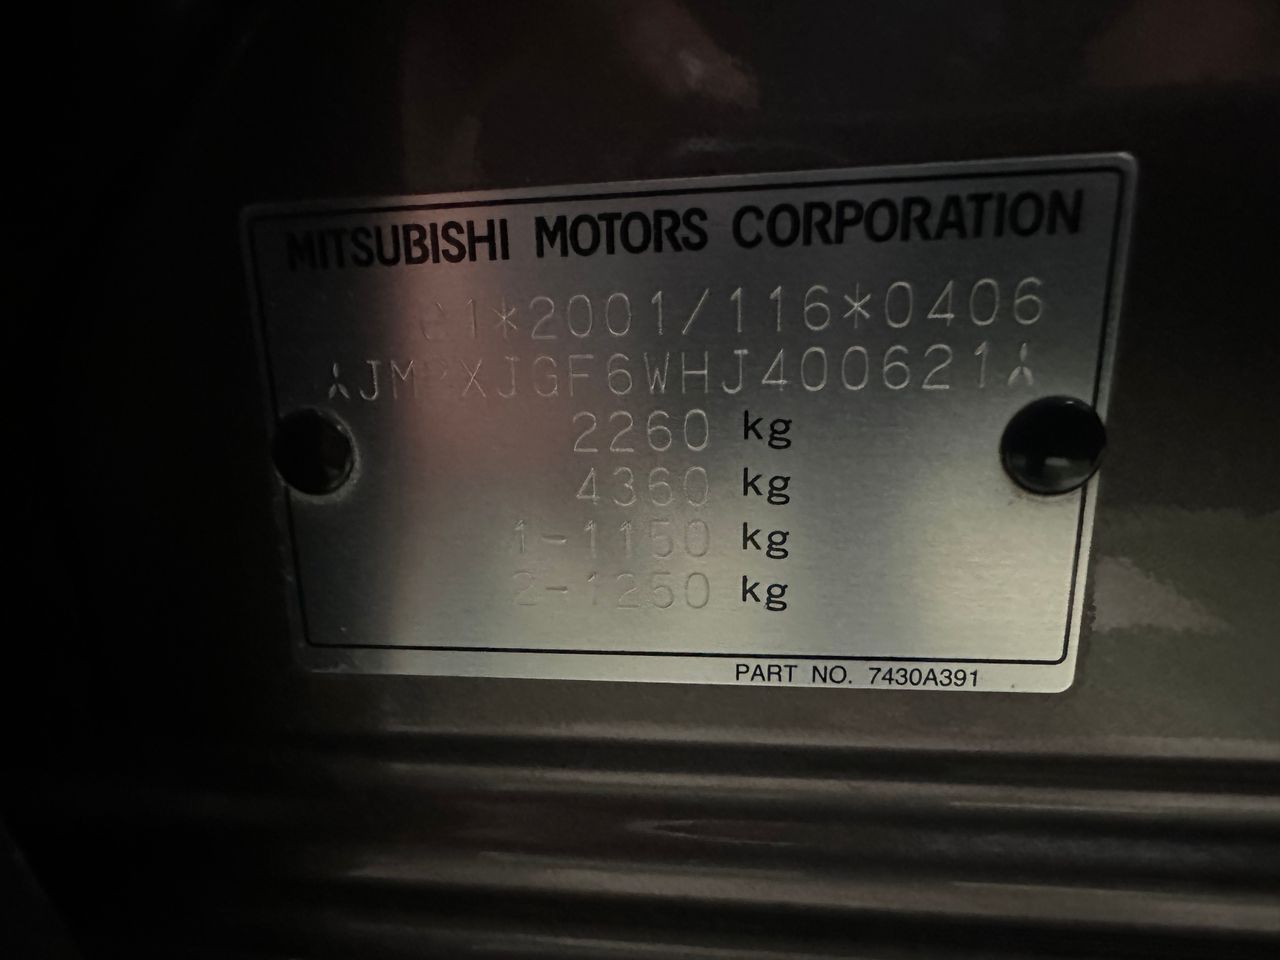 MITSUBISHI MOTORS CORPORATION
e1*2001/116*0406
2260 kg
4360 kg
1-1150 kg
2-1250 kg
PART NO. 7430A391